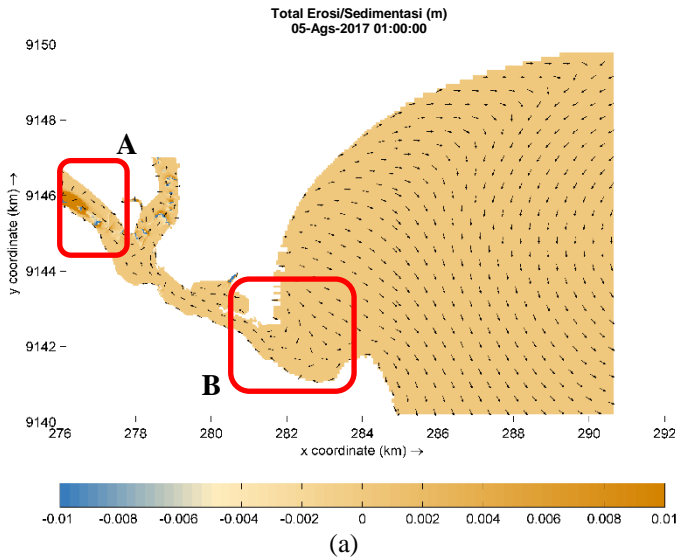 Total Erosi/Sedimentasi (m)
05-Ags-2017 01:00:00
9150
9148
9146
9144
9142
9140
y coordinate (km) →
A
B
276 278 280 282 284 286 288 290 292
x coordinate (km) →
-0.01 -0.008 -0.006 -0.004 -0.002 0 0.002 0.004 0.006 0.008 0.01
(a)